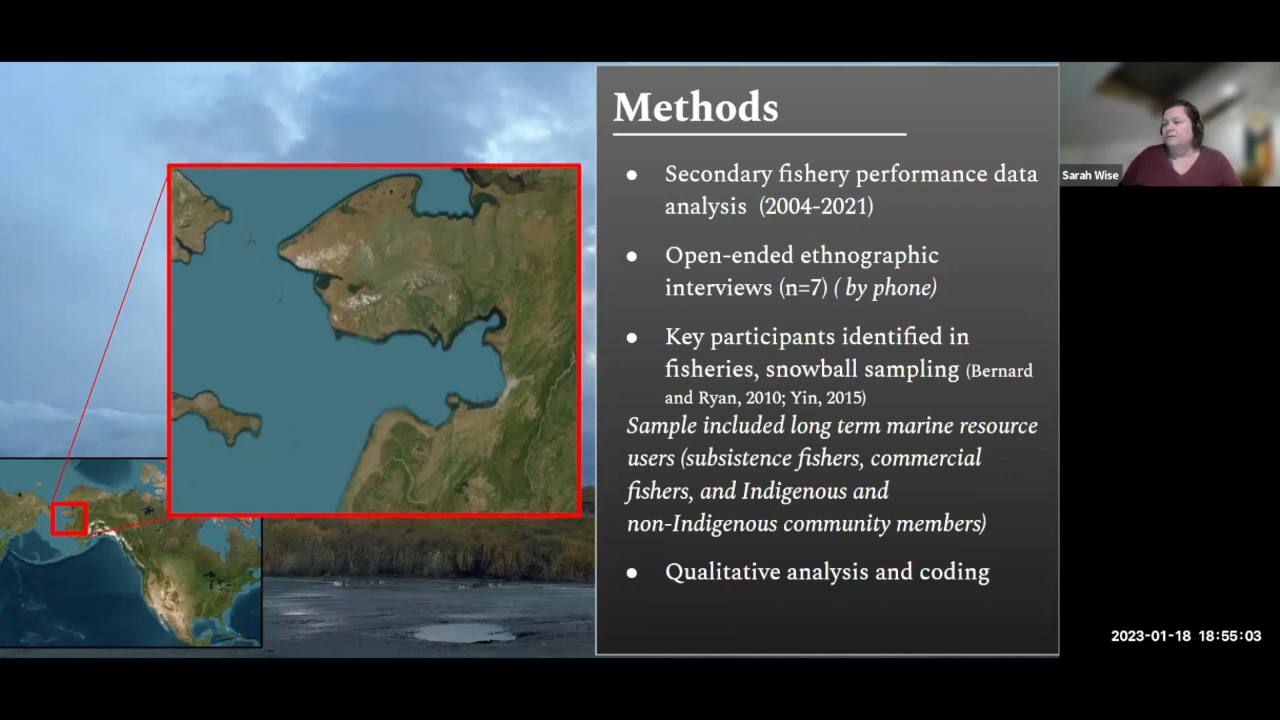 Methods
● Secondary fishery performance data
analysis (2004-2021)
● Open-ended ethnographic
interviews (n=7) ( by phone)
● Key participants identified in
fisheries, snowball sampling (Bernard
and Ryan, 2010; Yin, 2015)
Sample included long term marine resource
users (subsistence fishers, commercial
fishers, and Indigenous and
non-Indigenous community members)
● Qualitative analysis and coding
Sarah Wise
2023-01-18 18:55:03